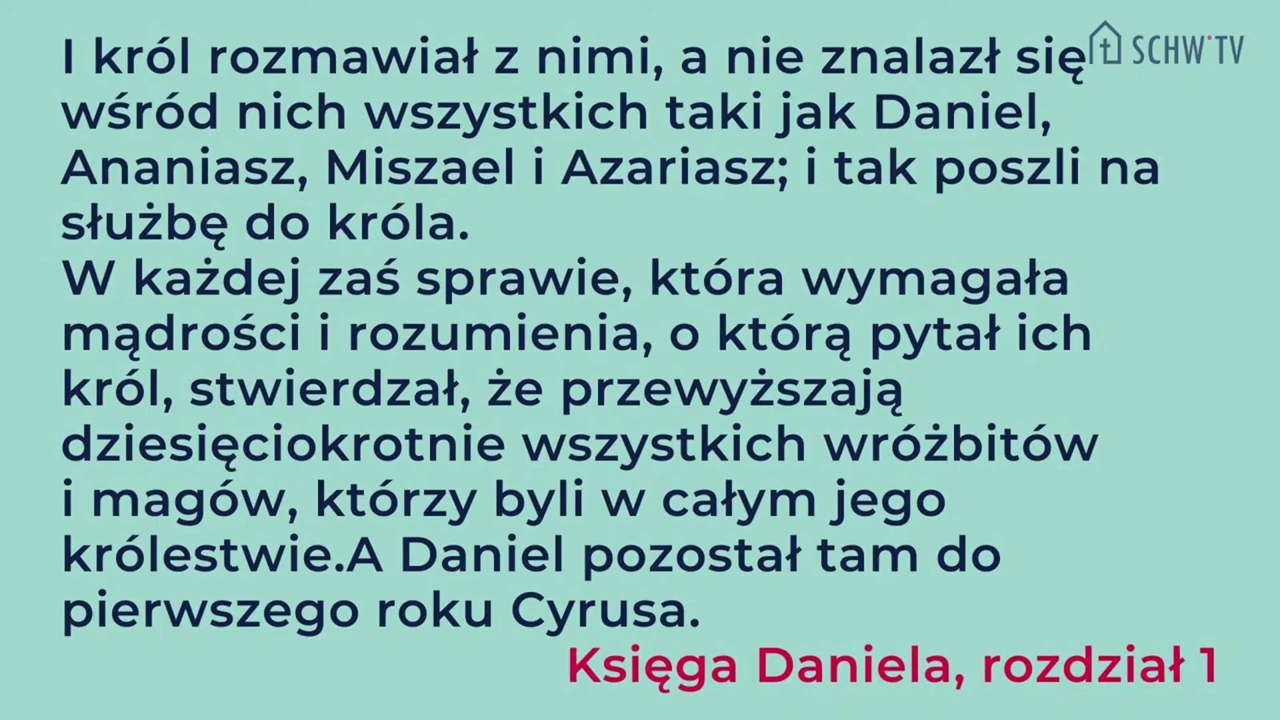 I król rozmawiał z nimi, a nie znalazł się
SCHW TV
wśród nich wszystkich taki jak Daniel,
Ananiasz, Miszael i Azariasz; i tak poszli na
służbę do króla.
W każdej zaś sprawie, która wymagała
mądrości i rozumienia, o którą pytał ich
król, stwierdzał, że przewyższają
dziesięciokrotnie wszystkich wróżbitów
i magów, którzy byli w całym jego
królestwie.A Daniel pozostał tam do
pierwszego roku Cyrusa.
Księga Daniela, rozdział 1